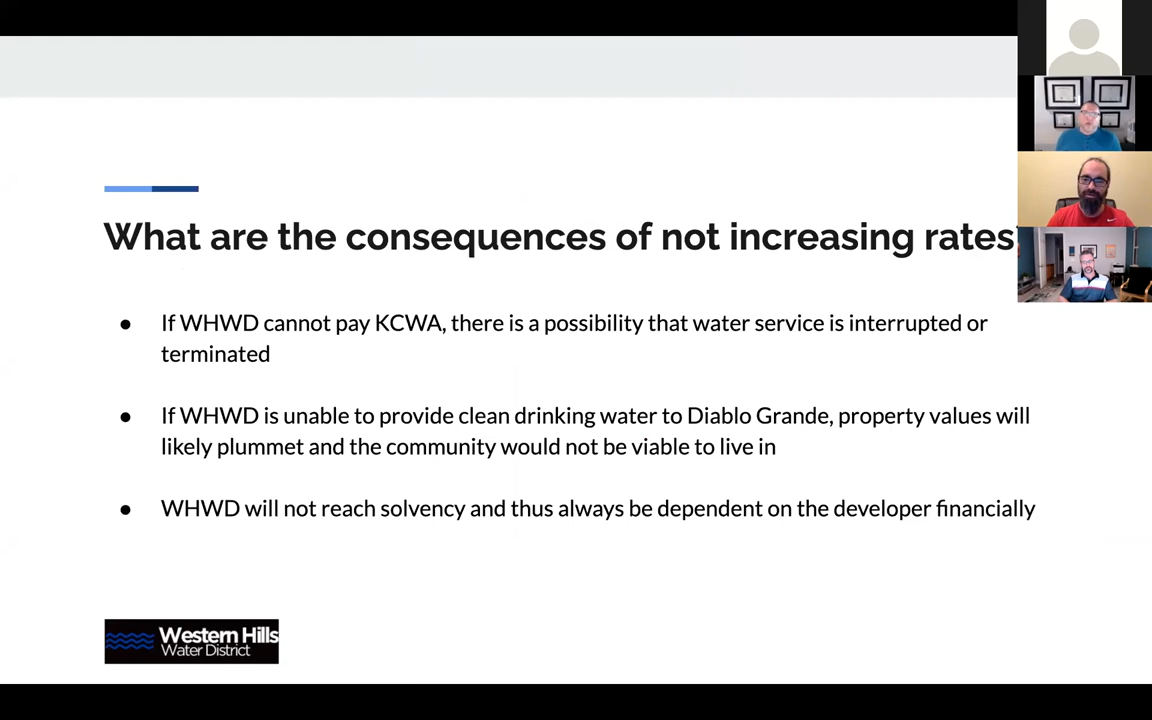 What are the consequences of not increasing rates?
● If WHWD cannot pay KCWA, there is a possibility that water service is interrupted or
terminated
● If WHWD is unable to provide clean drinking water to Diablo Grande, property values will
likely plummet and the community would not be viable to live in
● WHWD will not reach solvency and thus always be dependent on the developer financially
Western Hills
Water District